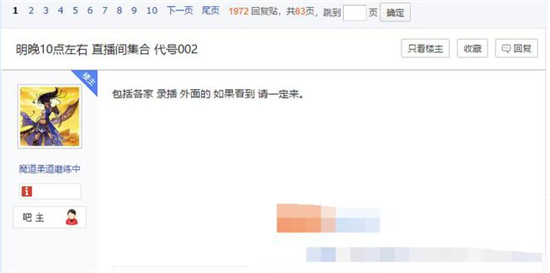 1 2 3 4 5 6 7 8 9 10 下一页 尾页 1972 回复贴,共63页,跳到 页 确定
明晚10点左右 直播间集合 代号002 只看楼主 收藏 回复
楼主
包括各家 录播 外面的 如果看到 请一定来。
魔道柔道磨练中
吧 主